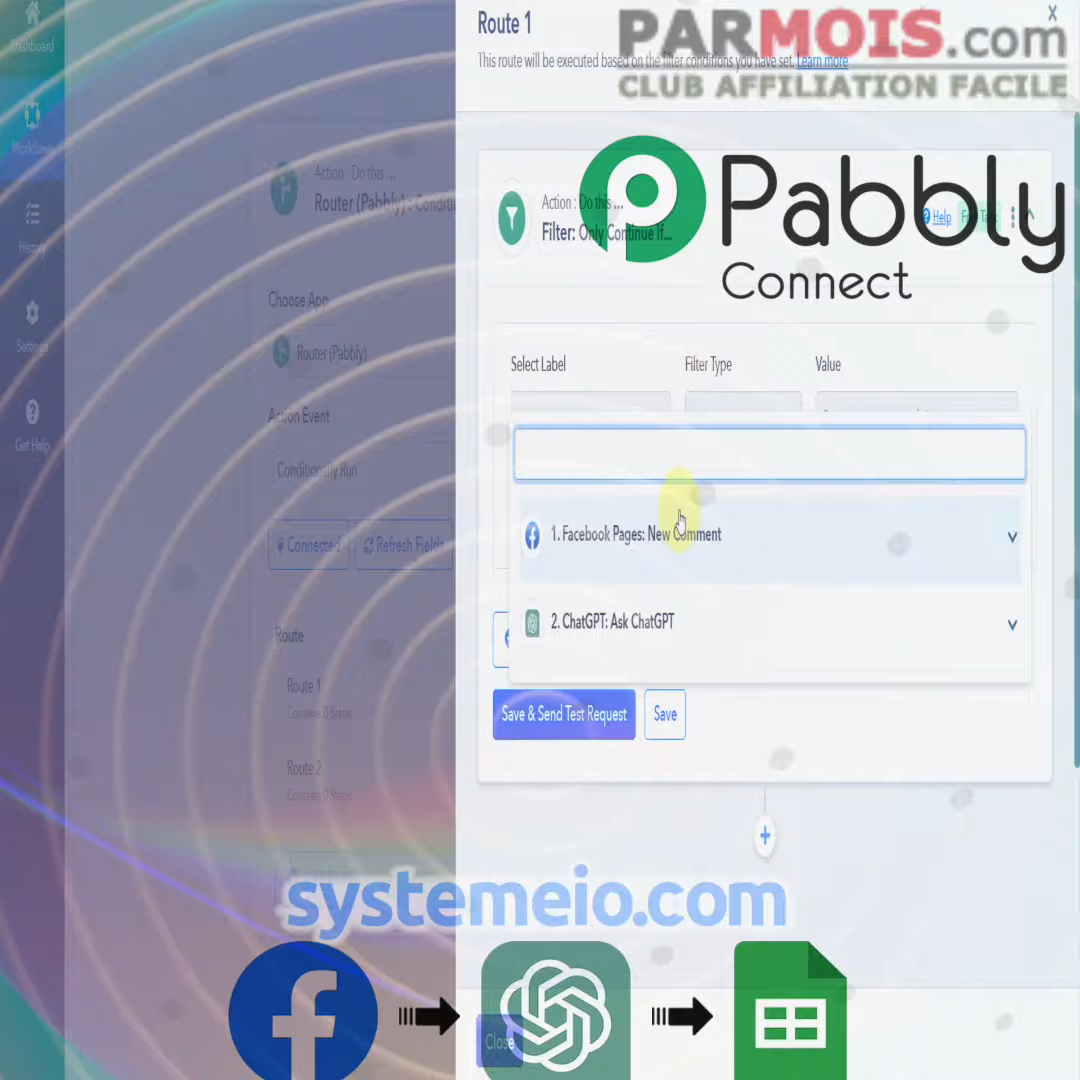 Dashboard
Workflows
History
Settings
Get Help
Action Do this ...
Router (Pabbly) :
Choose App
Router (Pabbly)
Action Event
Conditionally Run
Connected
Refresh Fields
Route
Route 1
Route 2
Route 1
X
This route will be executed based on the filter conditions you have set. Learn more
PARMOIS.com
CLUB AFFILIATION FACILE
Pabbly
Connect
Action : Do this ...
Filter: Only Continue If...
Help
Select Label
Filter Type
Value
1. Facebook Pages: New Comment
2. ChatGPT: Ask ChatGPT
Save & Send Test Request
Save
+
systemeio.com
Close